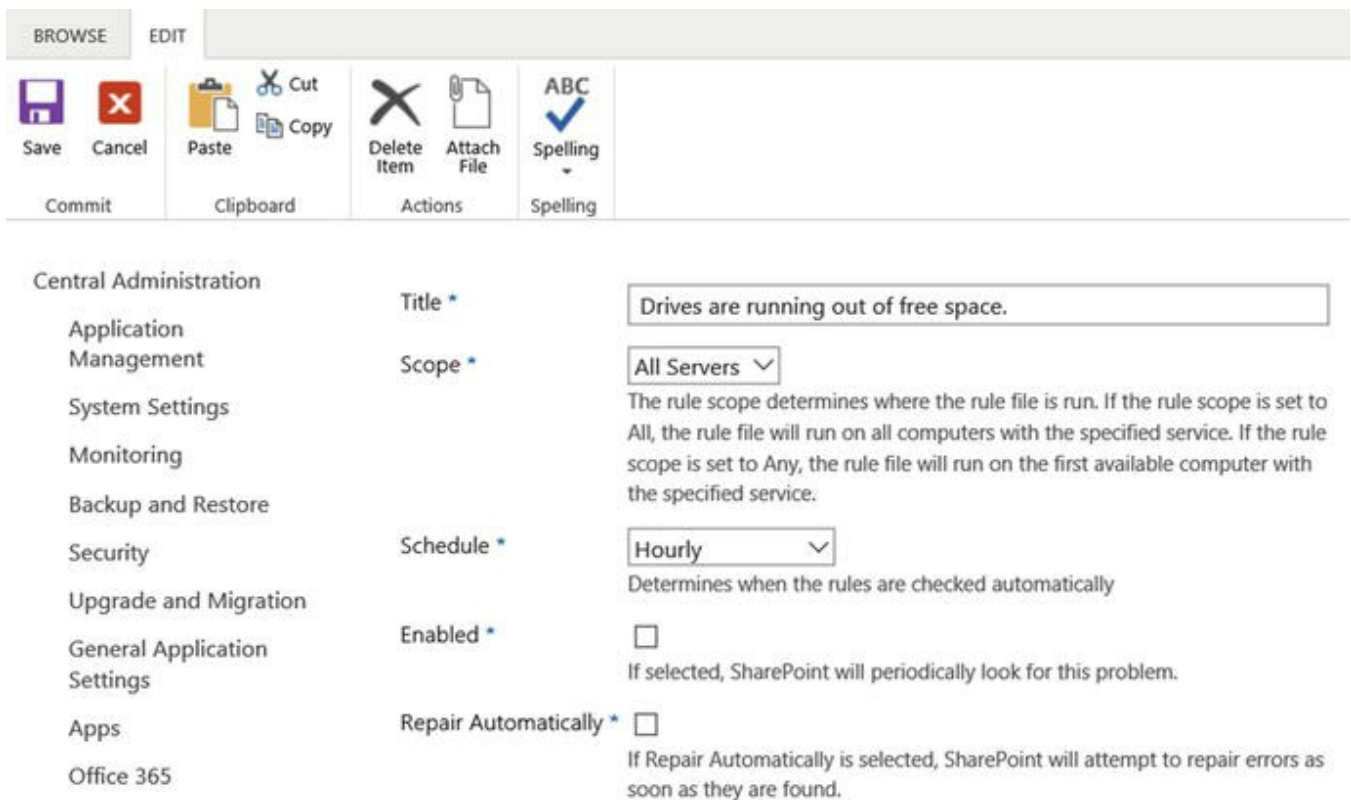 BROWSE EDIT
ABC
Cut
Copy
Save Cancel Paste Delete Item Attach File Spelling
Commit Clipboard Actions Spelling
Central Administration
Application
Management
System Settings
Monitoring
Backup and Restore
Security
Upgrade and Migration
General Application
Settings
Apps
Office 365
Title * Drives are running out of free space.
Scope * All Servers
The rule scope determines where the rule file is run. If the rule scope is set to
All, the rule file will run on all computers with the specified service. If the rule
scope is set to Any, the rule file will run on the first available computer with
the specified service.
Schedule * Hourly
Determines when the rules are checked automatically
Enabled *
If selected, SharePoint will periodically look for this problem.
Repair Automatically *
If Repair Automatically is selected, SharePoint will attempt to repair errors as
soon as they are found.